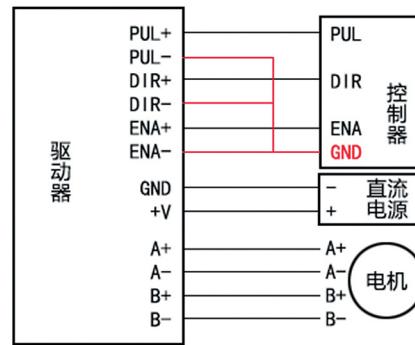 PUL+
PUL-
DIR+
DIR-
ENA+
ENA-
GND
+V
A+
A-
B+
B-
驱动器
PUL
DIR
ENA
GND
控制器
- 直流
+ 电源
A+
A-
B+
B-
电机